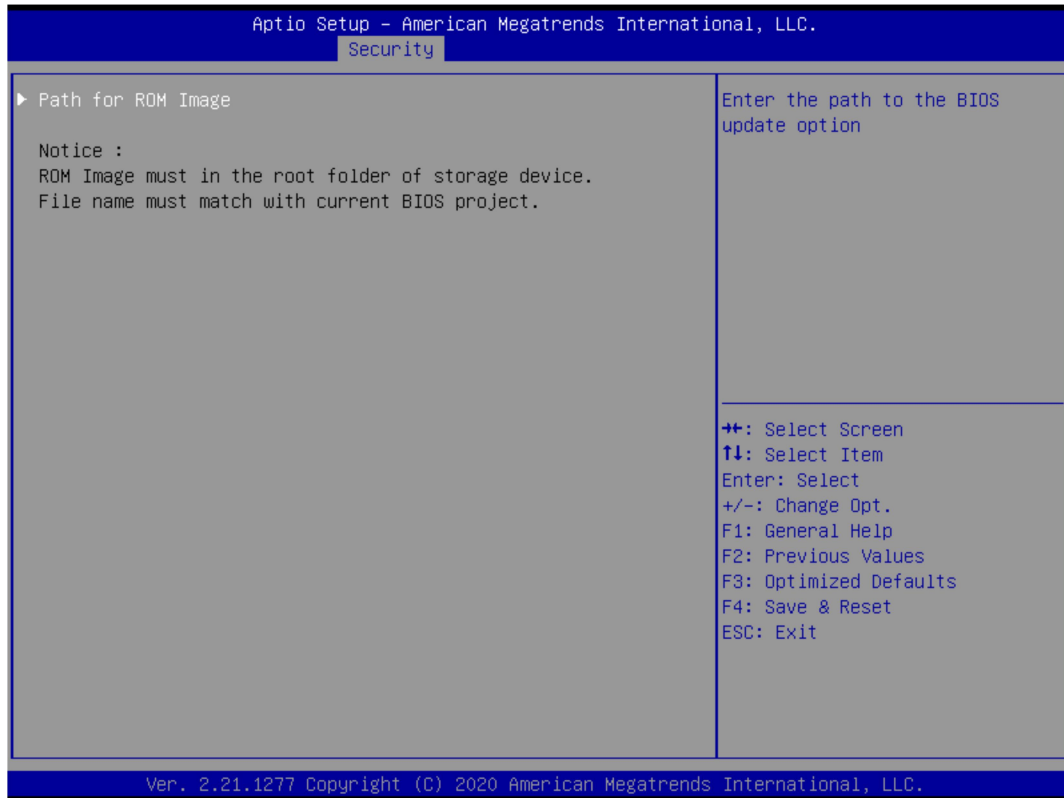 Aptio Setup – American Megatrends International, LLC.
Security
▶ Path for ROM Image
Notice :
ROM Image must in the root folder of storage device.
File name must match with current BIOS project.
Enter the path to the BIOS
update option
→←: Select Screen
↑↓: Select Item
Enter: Select
+/-: Change Opt.
F1: General Help
F2: Previous Values
F3: Optimized Defaults
F4: Save & Reset
ESC: Exit
Ver. 2.21.1277 Copyright (C) 2020 American Megatrends International, LLC.